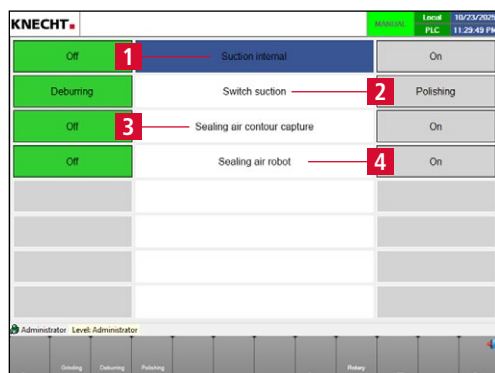 KNECHT
MANUAL
Local 10/23/2025
PLC 11:29:49 PM
Off 1 Suction internal On
Deburring Switch suction 2 Polishing
Off 3 Sealing air contour capture On
Off Sealing air robot 4 On
Administrator Level: Administrator
Grinding Deburring Polishing Rotary